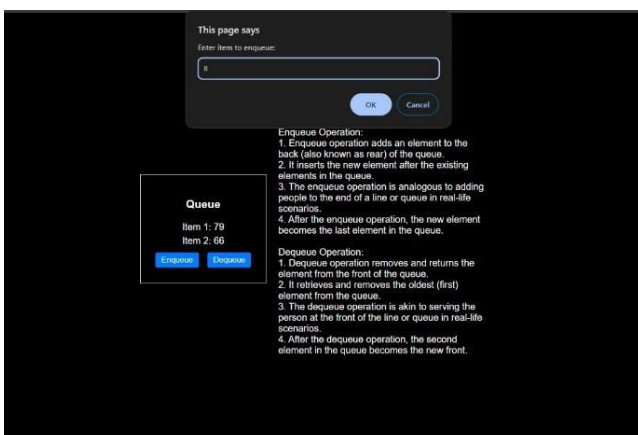 This page says
Enter item to enqueue:
8
OK
Cancel
Queue
Item 1: 79
Item 2: 66
Enqueue
Dequeue
Enqueue Operation:
1. Enqueue operation adds an element to the
back (also known as rear) of the queue.
2. It inserts the new element after the existing
elements in the queue.
3. The enqueue operation is analogous to adding
people to the end of a line or queue in real-life
scenarios.
4. After the enqueue operation, the new element
becomes the last element in the queue.
Dequeue Operation:
1. Dequeue operation removes and returns the
element from the front of the queue.
2. It retrieves and removes the oldest (first)
element from the queue.
3. The dequeue operation is akin to serving the
person at the front of the line or queue in real-life
scenarios.
4. After the dequeue operation, the second
element in the queue becomes the new front.